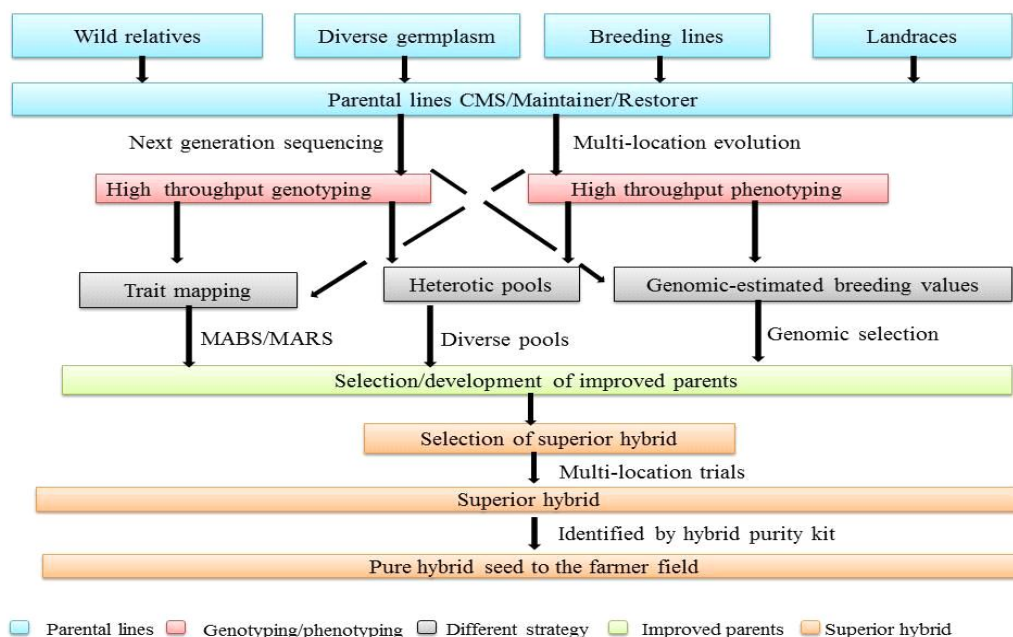 Wild relatives
Diverse germplasm
Breeding lines
Landraces
Parental lines CMS/Maintainer/Restorer
Next generation sequencing
Multi-location evolution
High throughput genotyping
High throughput phenotyping
Trait mapping
Heterotic pools
Genomic-estimated breeding values
MABS/MARS
Diverse pools
Genomic selection
Selection/development of improved parents
Selection of superior hybrid
Multi-location trials
Superior hybrid
Identified by hybrid purity kit
Pure hybrid seed to the farmer field
Parental lines Genotyping/phenotyping Different strategy Improved parents Superior hybrid